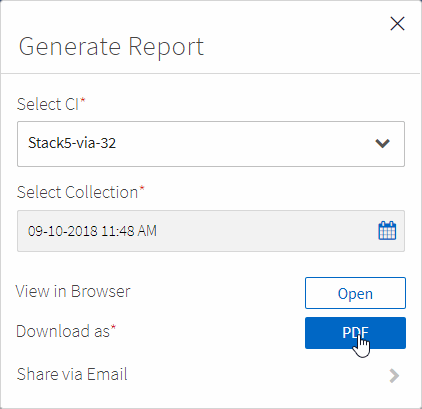 Generate Report
Select CI*
Stack5-via-32
Select Collection*
09-10-2018 11:48 AM
View in Browser
Open
Download as*
PDF
Share via Email